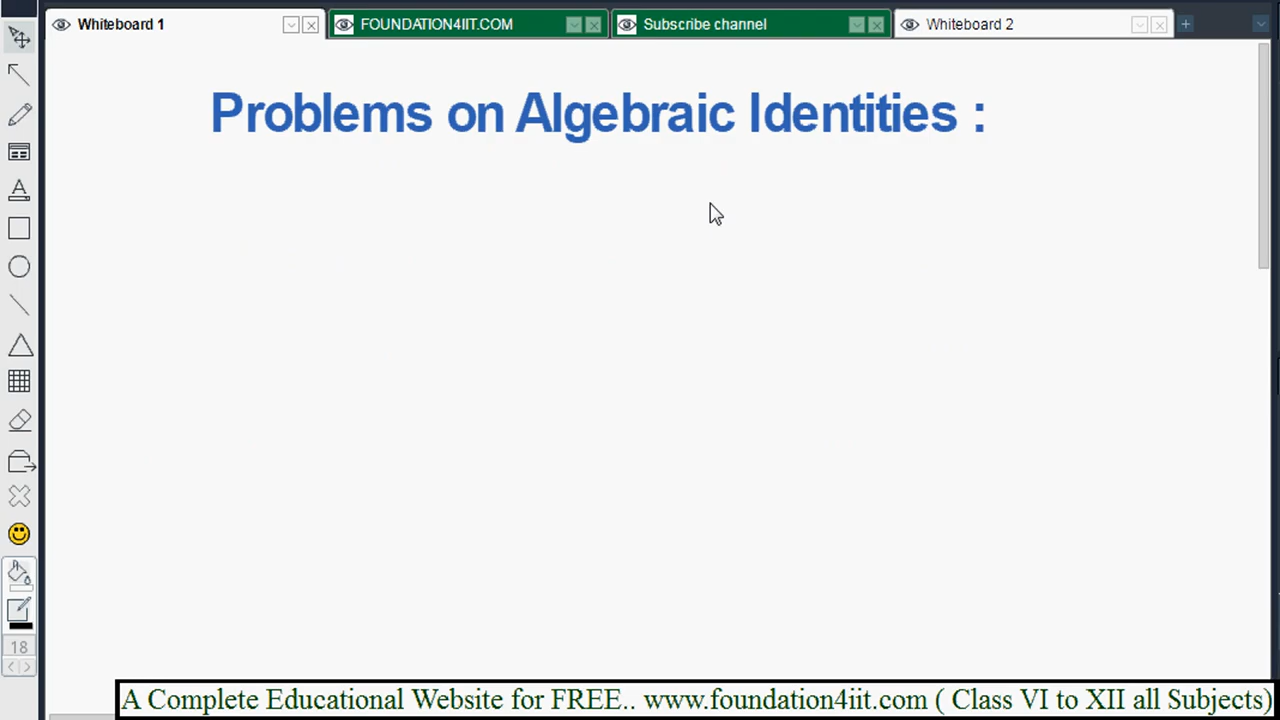 Whiteboard 1
FOUNDATION4IIT.COM
Subscribe channel
Whiteboard 2
Problems on Algebraic Identities :
A
18
A Complete Educational Website for FREE.. www.foundation4iit.com ( Class VI to XII all Subjects)